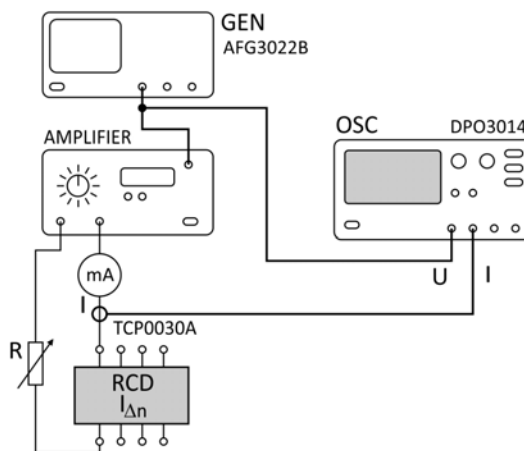 GEN
AFG3022B
AMPLIFIER
OSC DPO3014
mA
U I
I TCP0030A
R
RCD
IΔn